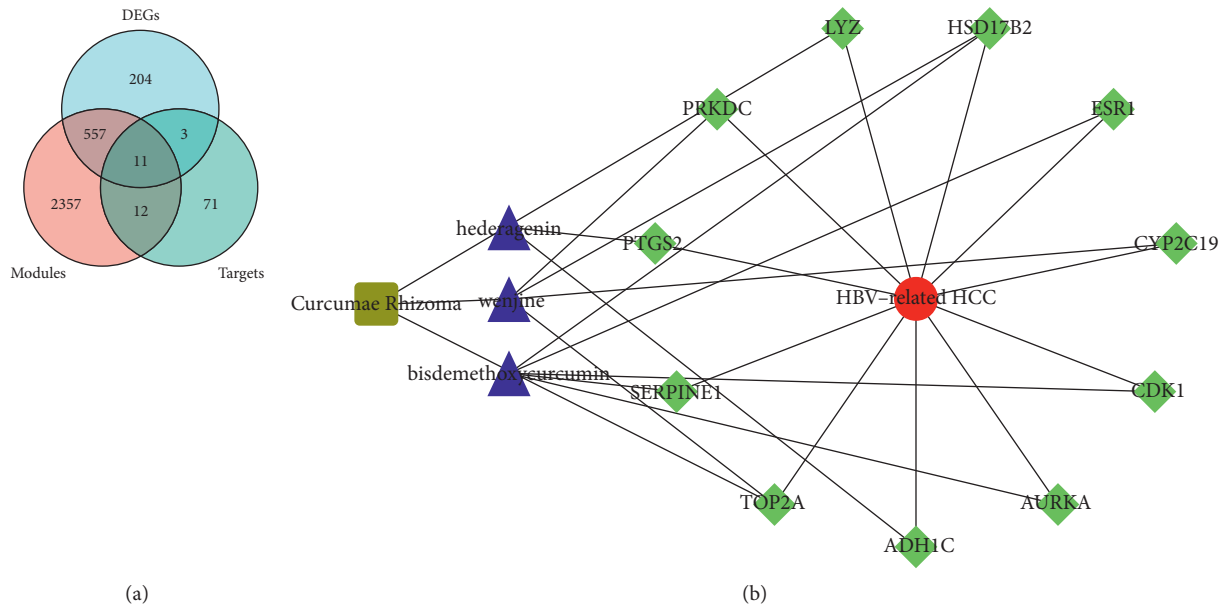 DEGs
204
557
3
11
2357
12
71
Modules
Targets
(a)
LYZ
HSD17B2
PRKDC
ESR1
hederagenin
PTGS2
CYP2C19
Curcumae Rhizoma
wenjine
HBV–related HCC
bisdemethoxycurcumin
SERPINE1
CDK1
TOP2A
AURKA
ADH1C
(b)